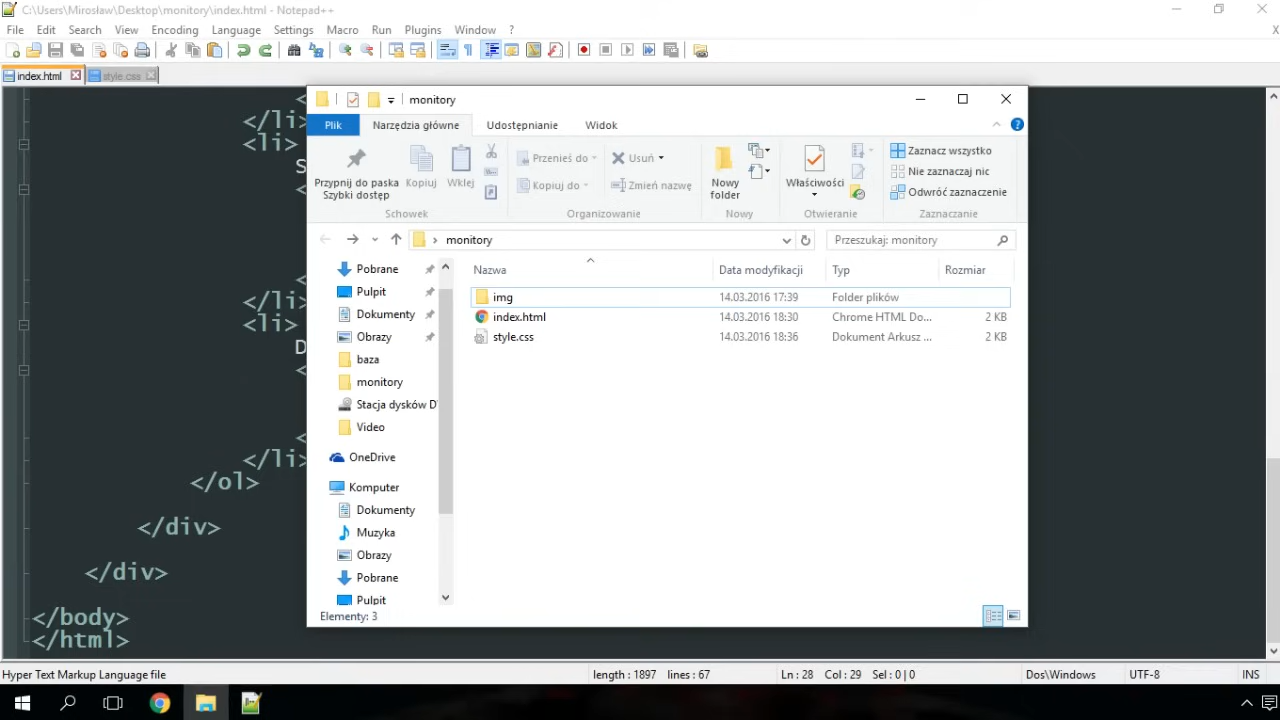 C:\Users\Mirosław\Desktop\monitory\index.html - Notepad++
File Edit Search View Encoding Language Settings Macro Run Plugins Window ?
X
index.html style.css
</li>
<li>
S
<
</li>
<li>
D
<
</li>
</ol>
</div>
</div>
</body>
</html>
monitory
Plik Narzędzia główne Udostępnianie Widok
Przypnij do paska Szybki dostęp
Kopiuj
Wklej
Schowek
Przenieś do
Kopiuj do
Usuń
Zmień nazwę
Organizowanie
Nowy folder
Nowy
Właściwości
Otwieranie
Zaznacz wszystko
Nie zaznaczaj nic
Odwróć zaznaczenie
Zaznaczanie
monitory
Przeszukaj: monitory
Pobrane
Pulpit
Dokumenty
Obrazy
baza
monitory
Stacja dysków D
Video
OneDrive
Komputer
Dokumenty
Muzyka
Obrazy
Pobrane
Pulpit
Nazwa Data modyfikacji Typ Rozmiar
img 14.03.2016 17:39 Folder plików
index.html 14.03.2016 18:30 Chrome HTML Do... 2 KB
style.css 14.03.2016 18:36 Dokument Arkusz ... 2 KB
Elementy: 3
Hyper Text Markup Language file length : 1897 lines : 67 Ln : 28 Col : 29 Sel : 0 | 0 Dos\Windows UTF-8 INS